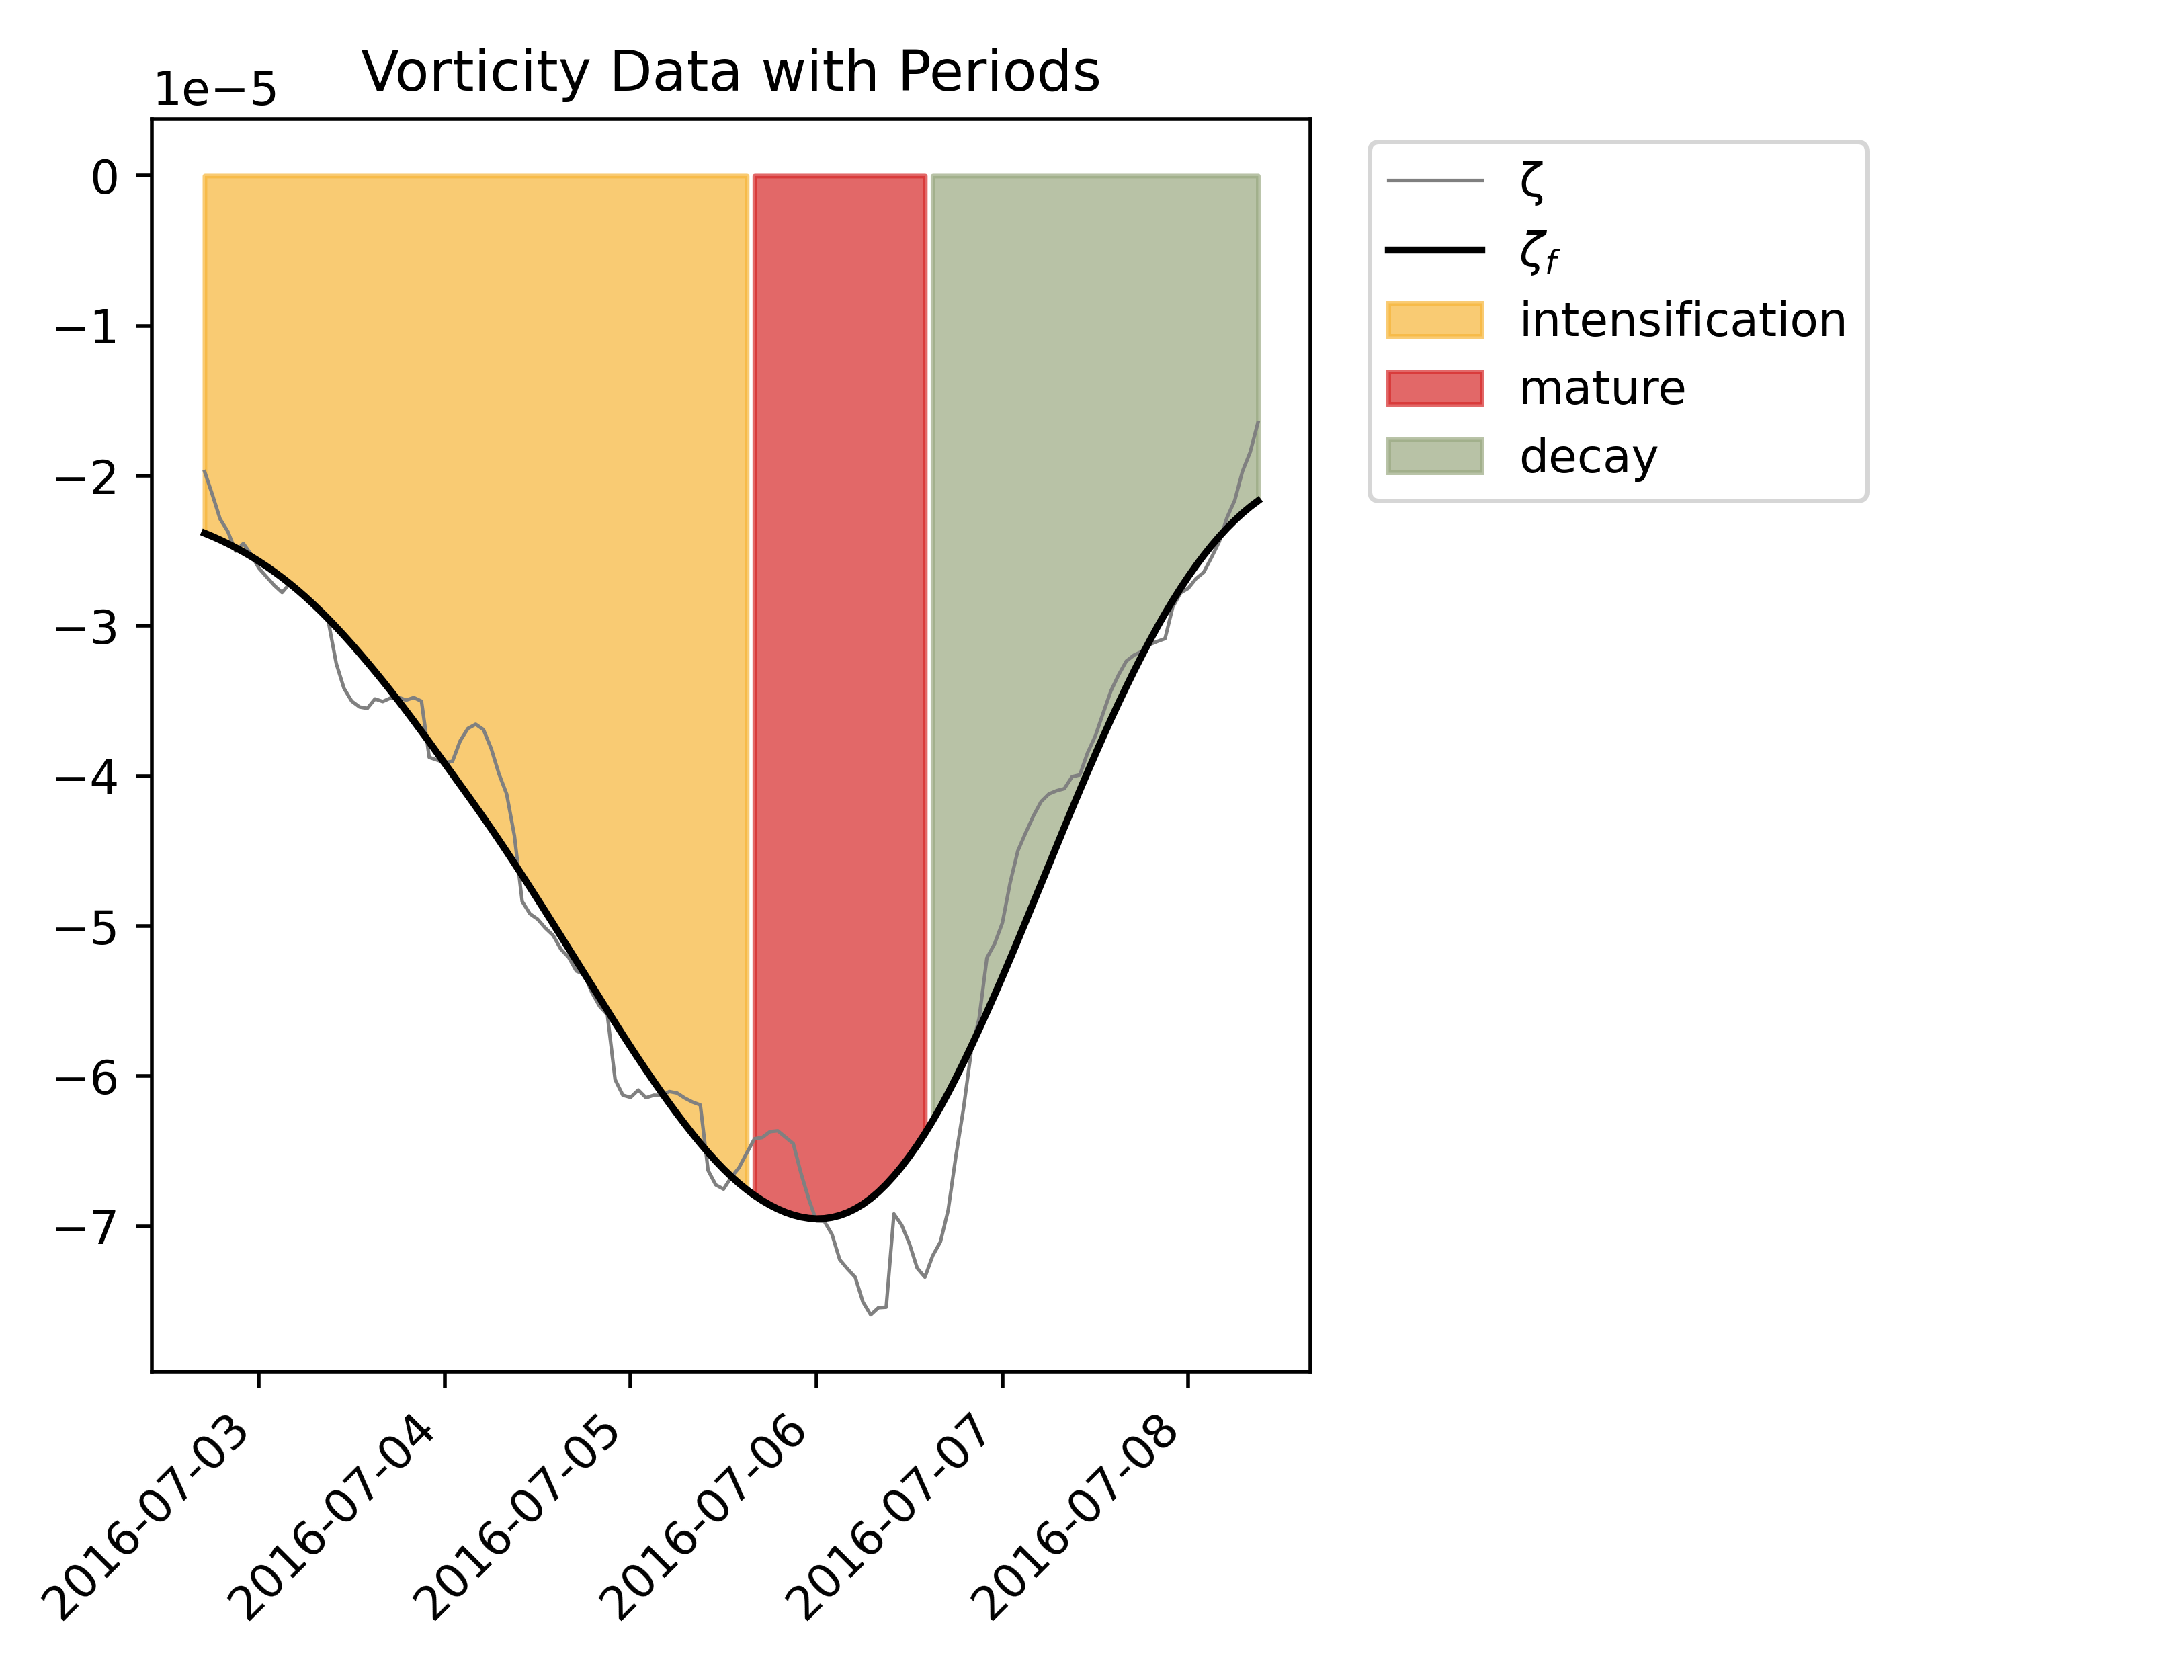 Vorticity Data with Periods
1e−5
0
−1
−2
−3
−4
−5
−6
−7
2016-07-03
2016-07-04
2016-07-05
2016-07-06
2016-07-07
2016-07-08
ζ
ζf
intensification
mature
decay